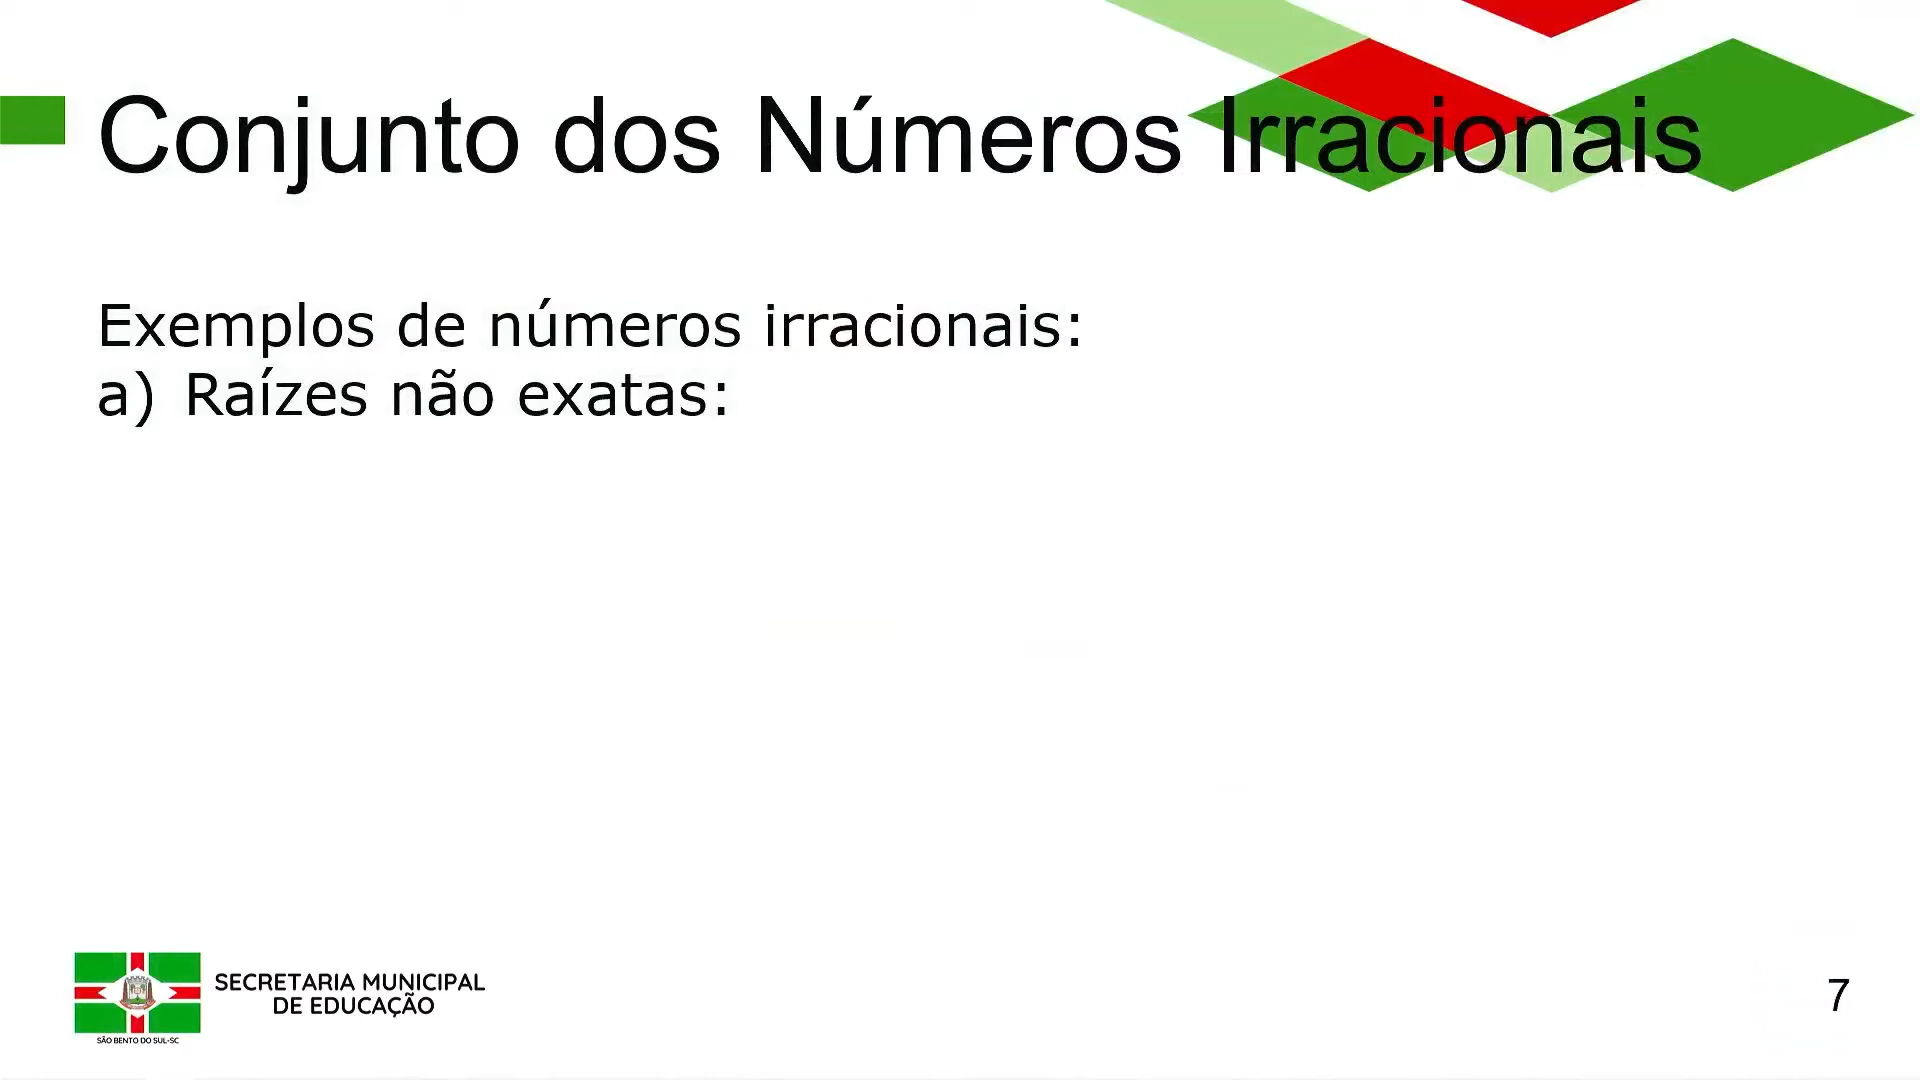 Conjunto dos Números Irracionais
Exemplos de números irracionais:
a) Raízes não exatas:
SECRETARIA MUNICIPAL
DE EDUCAÇÃO
SÃO BENTO DO SUL-SC
7